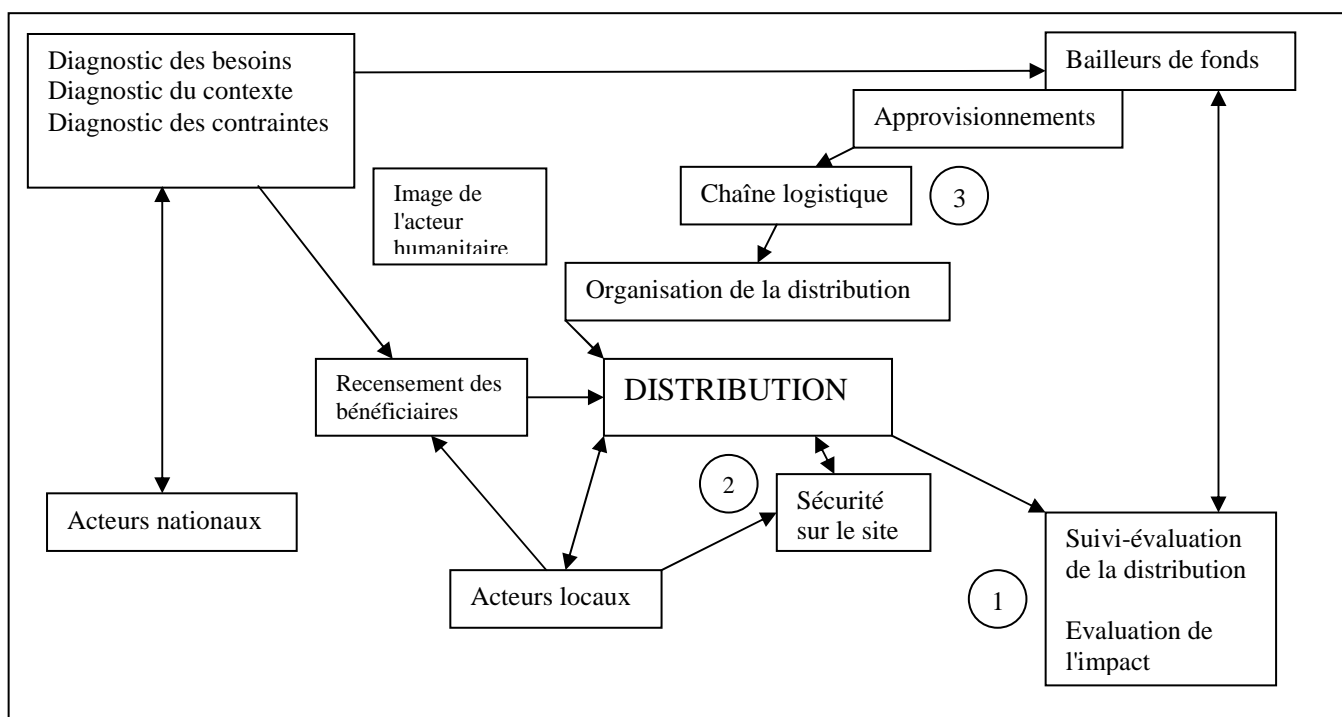 Diagnostic des besoins
Diagnostic du contexte
Diagnostic des contraintes
Bailleurs de fonds
Approvisionnements
Image de
l'acteur
humanitaire
Chaîne logistique
3
Organisation de la distribution
Recensement des
bénéficiaires
DISTRIBUTION
2
Sécurité
sur le site
Acteurs nationaux
Acteurs locaux
1
Suivi-évaluation
de la distribution
Evaluation de
l'impact